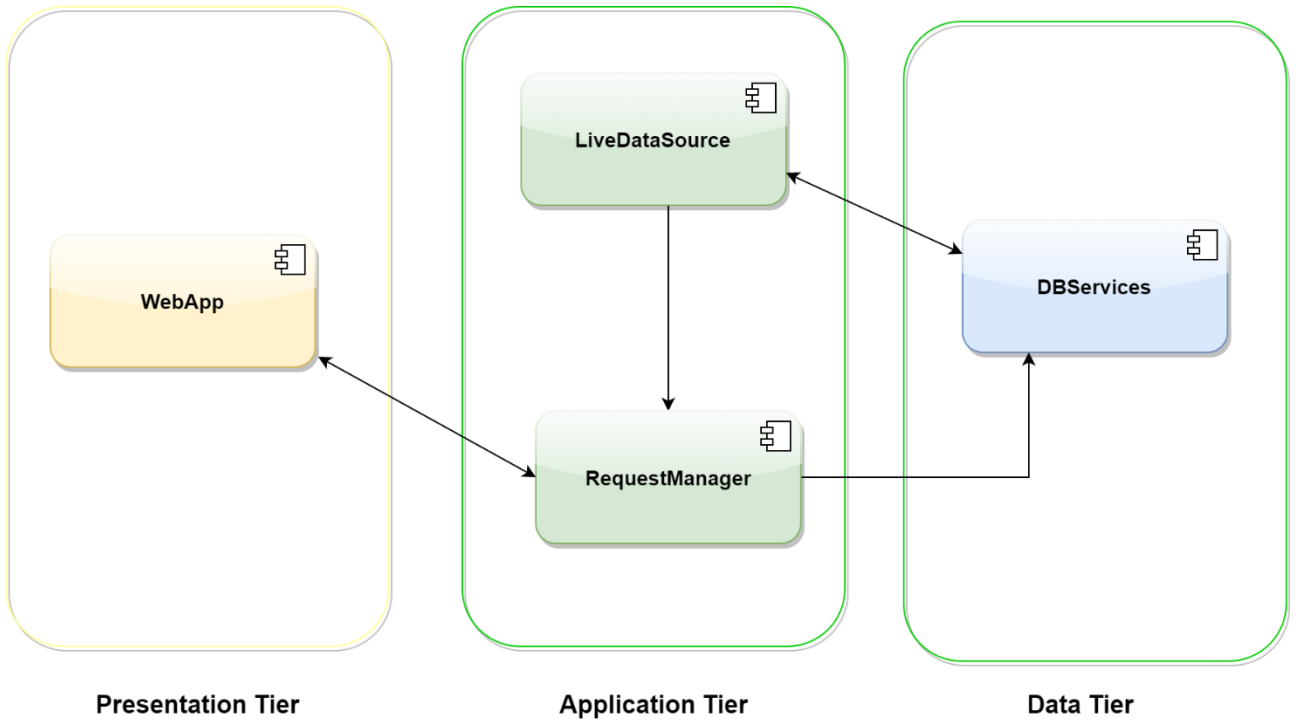 LiveDataSource
WebApp
DBServices
RequestManager
Presentation Tier
Application Tier
Data Tier